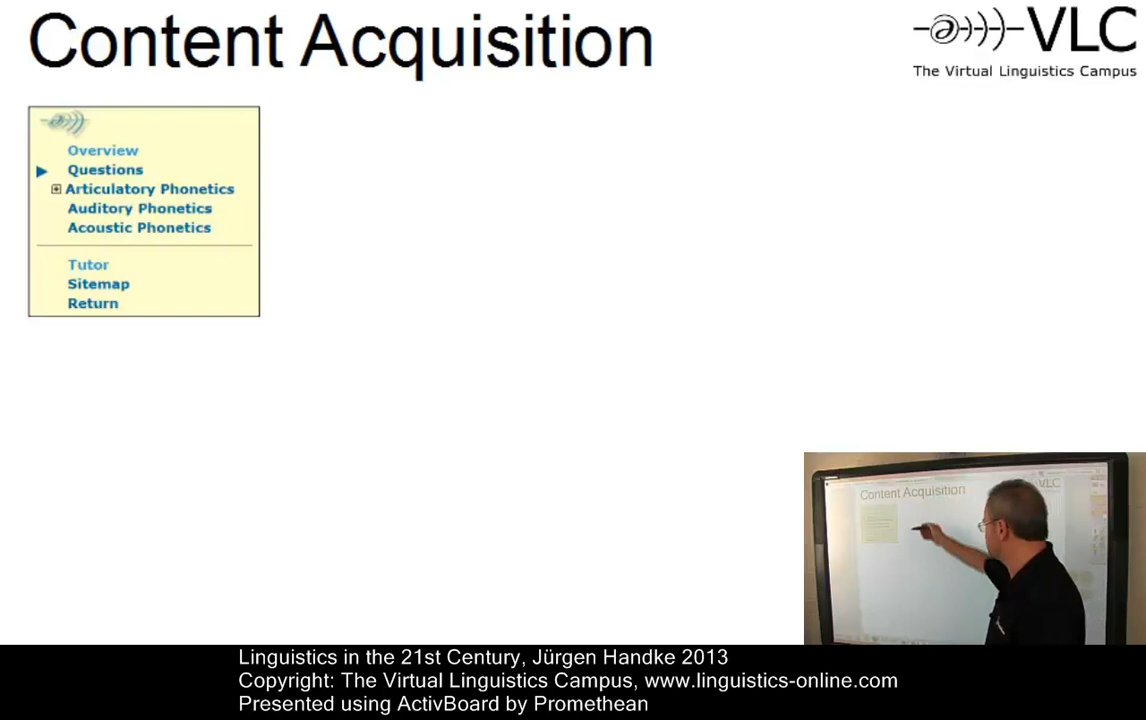 Content Acquisition
VLC
The Virtual Linguistics Campus
Overview
Questions
Articulatory Phonetics
Auditory Phonetics
Acoustic Phonetics
Tutor
Sitemap
Return
Content Acquisition
VLC
Linguistics in the 21st Century, Jürgen Handke 2013
Copyright: The Virtual Linguistics Campus, www.linguistics-online.com
Presented using ActivBoard by Promethean